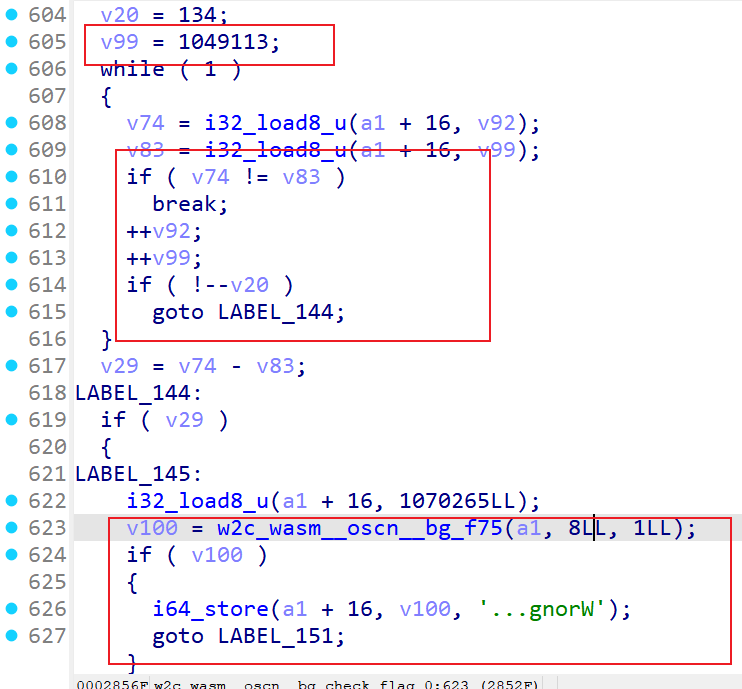 604 v20 = 134;
605 v99 = 1049113;
606 while ( 1 )
607 {
608 v74 = i32_load8_u(a1 + 16, v92);
609 v83 = i32_load8_u(a1 + 16, v99);
610 if ( v74 != v83 )
611 break;
612 ++v92;
613 ++v99;
614 if ( !--v20 )
615 goto LABEL_144;
616 }
617 v29 = v74 - v83;
618 LABEL_144:
619 if ( v29 )
620 {
621 LABEL_145:
622 i32_load8_u(a1 + 16, 1070265LL);
623 v100 = w2c_wasm__oscn__bg_f75(a1, 8LL, 1LL);
624 if ( v100 )
625 {
626 i64_store(a1 + 16, v100, '...gnorW');
627 goto LABEL_151;
}
0002856F w2c_wasm__oscn__bg_check_flag_0:623 (2852F)